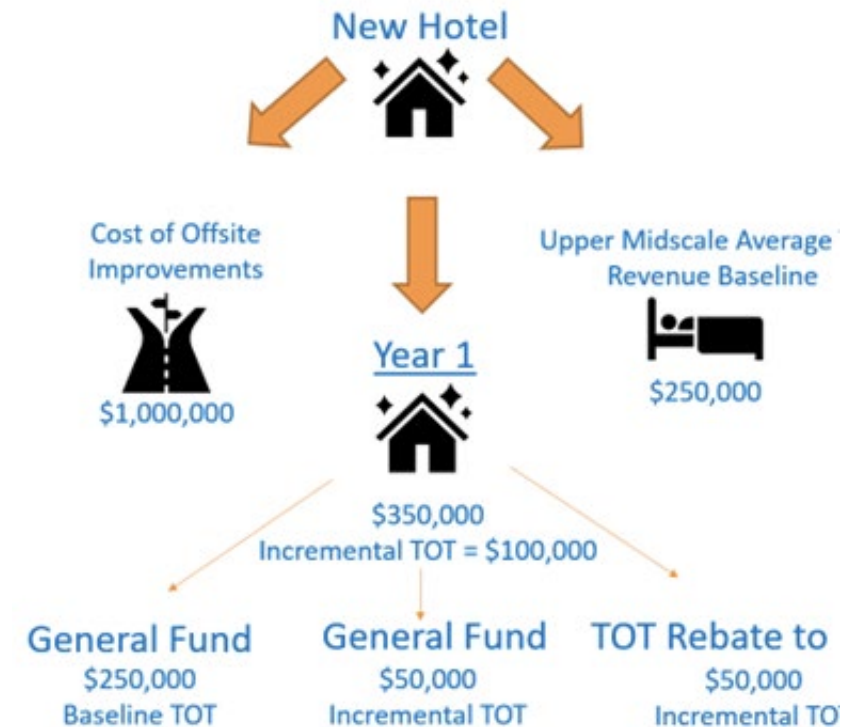 New Hotel
Cost of Offsite
Improvements
$1,000,000
Upper Midscale Average
Revenue Baseline
$250,000
Year 1
$350,000
Incremental TOT = $100,000
General Fund
$250,000
Baseline TOT
General Fund
$50,000
Incremental TOT
TOT Rebate to
$50,000
Incremental